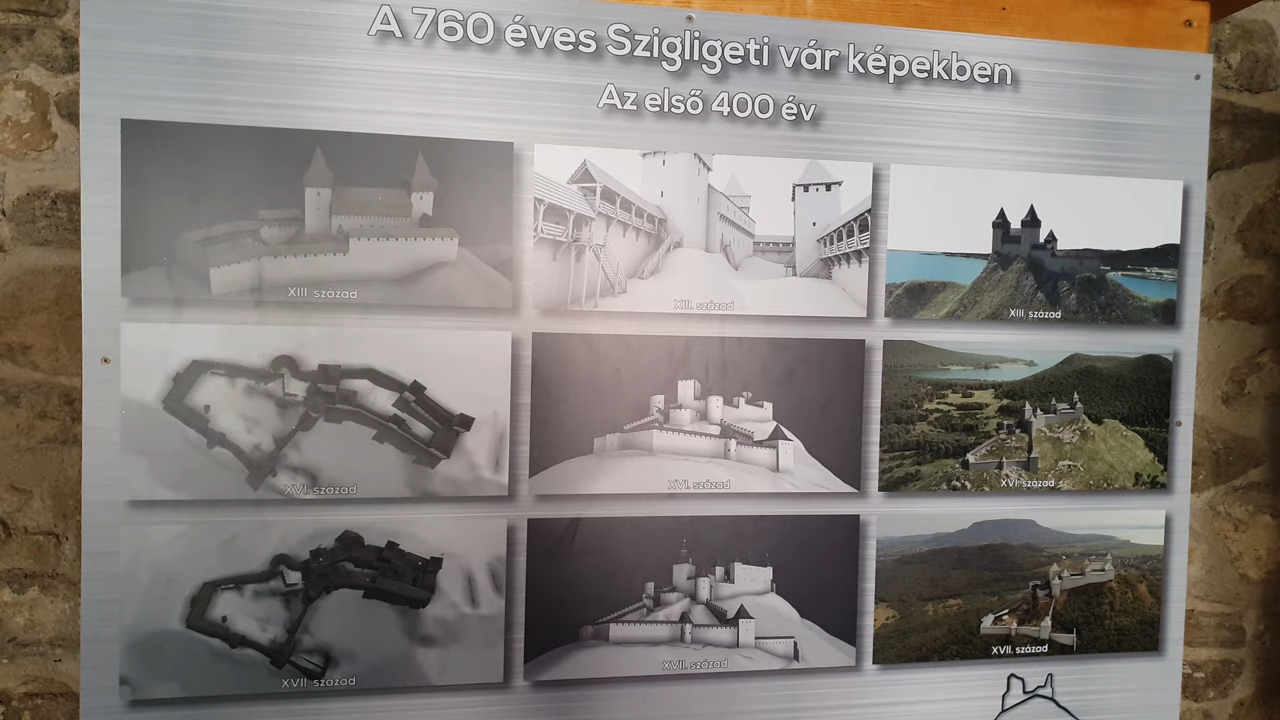 A 760 éves Szigligeti vár képekben
Az első 400 év
XIII. század
XIII. század
XIII. század
XVI. század
XVI. század
XVI. század
XVII. század
XVII. század
XVII. század